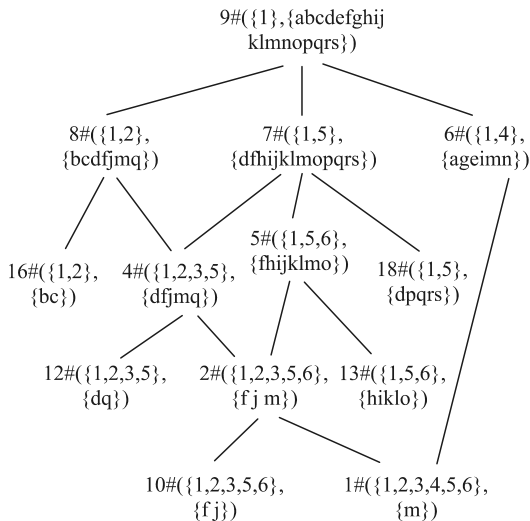 9#({1},{abcdefghij
klmnopqrs})
8#({1,2},
{bcdfjmq})
7#({1,5},
{dfhijklmopqrs})
6#({1,4},
{ageimn})
16#({1,2},
{bc})
4#({1,2,3,5},
{dfjmq})
5#({1,5,6},
{fhijklmo})
18#({1,5},
{dpqrs})
12#({1,2,3,5},
{dq})
2#({1,2,3,5,6},
{f j m})
13#({1,5,6},
{hiklo})
10#({1,2,3,5,6},
{f j})
1#({1,2,3,4,5,6},
{m})